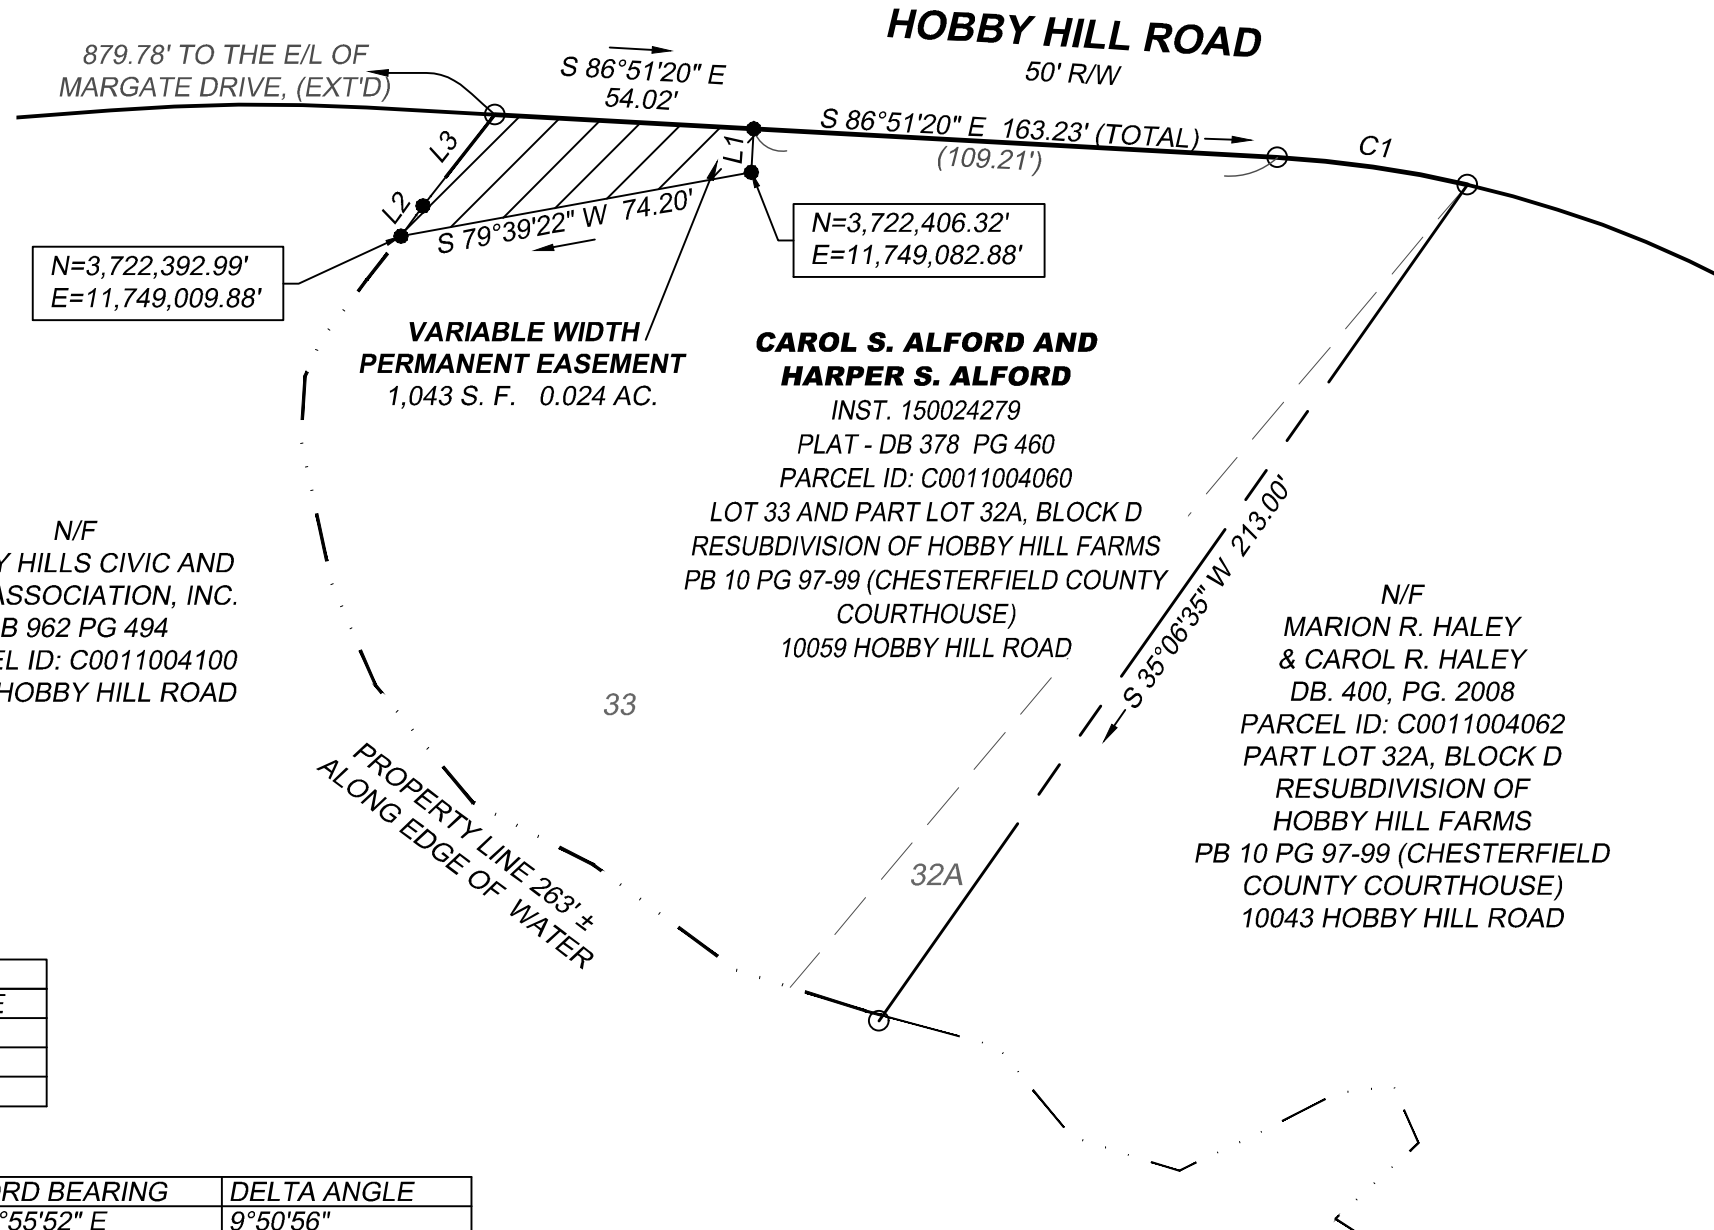 HOBBY HILL ROAD
50' R/W
879.78' TO THE E/L OF
MARGATE DRIVE, (EXT'D)
S 86°51'20" E
54.02'
S 86°51'20" E 163.23' (TOTAL)
(109.21')
C1
L3
L1
L2
S 79°39'22" W 74.20'
N=3,722,406.32'
E=11,749,082.88'
N=3,722,392.99'
E=11,749,009.88'
VARIABLE WIDTH
PERMANENT EASEMENT
1,043 S. F. 0.024 AC.
CAROL S. ALFORD AND
HARPER S. ALFORD
INST. 150024279
PLAT - DB 378 PG 460
PARCEL ID: C0011004060
LOT 33 AND PART LOT 32A, BLOCK D
RESUBDIVISION OF HOBBY HILL FARMS
PB 10 PG 97-99 (CHESTERFIELD COUNTY
COURTHOUSE)
10059 HOBBY HILL ROAD
N/F
Y HILLS CIVIC AND
ASSOCIATION, INC.
B 962 PG 494
EL ID: C0011004100
HOBBY HILL ROAD
S 35°06'35" W 213.00'
N/F
MARION R. HALEY
& CAROL R. HALEY
DB. 400, PG. 2008
PARCEL ID: C0011004062
PART LOT 32A, BLOCK D
RESUBDIVISION OF
HOBBY HILL FARMS
PB 10 PG 97-99 (CHESTERFIELD
COUNTY COURTHOUSE)
10043 HOBBY HILL ROAD
33
PROPERTY LINE 263' ±
ALONG EDGE OF WATER
32A
E
ORD BEARING DELTA ANGLE
°55'52" E 9°50'56"